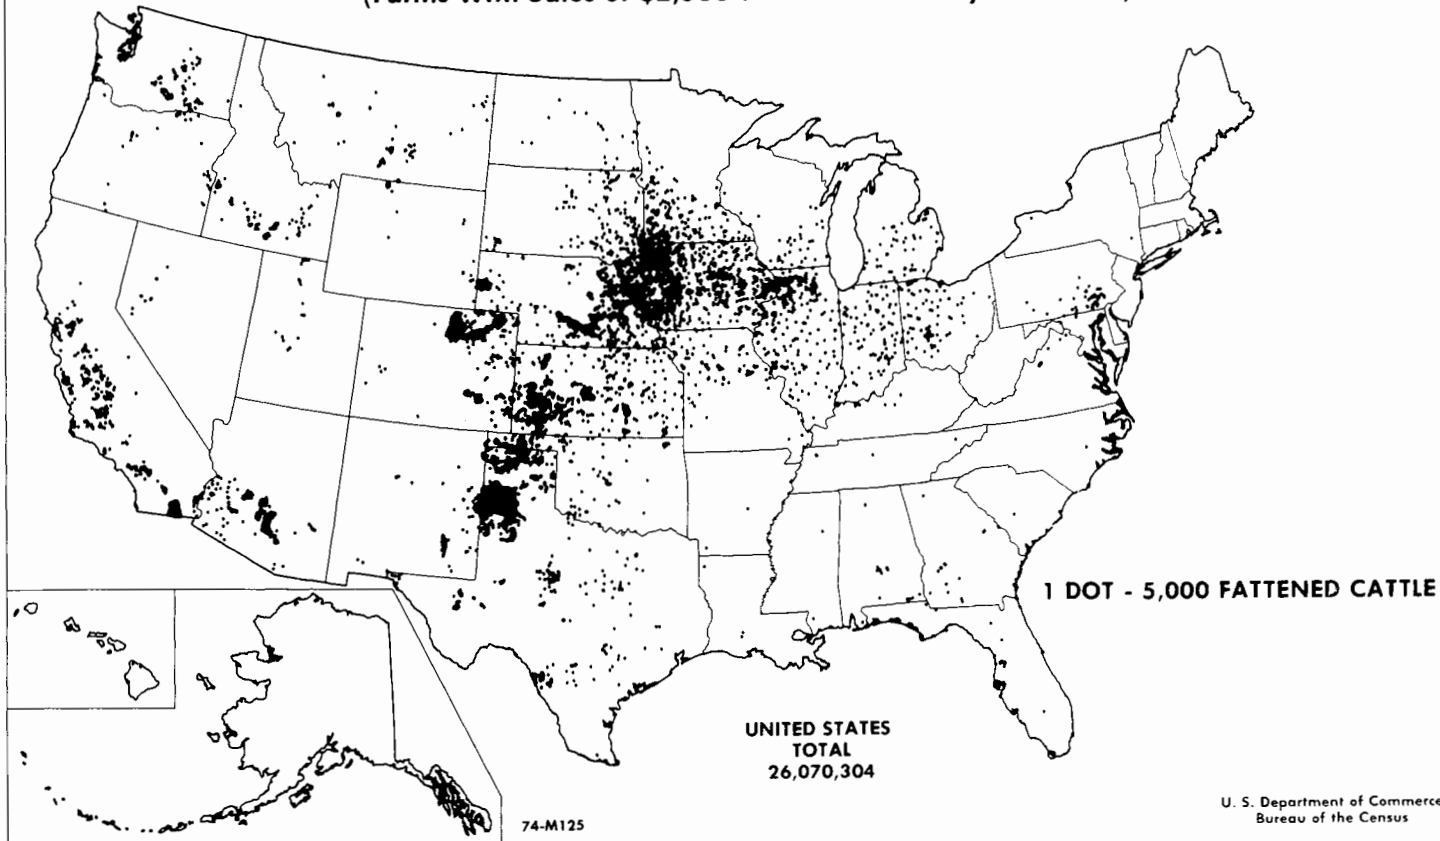 1 DOT - 5,000 FATTENED CATTLE
UNITED STATES
TOTAL
26,070,304
74-M125
U. S. Department of Commerce
Bureau of the Census